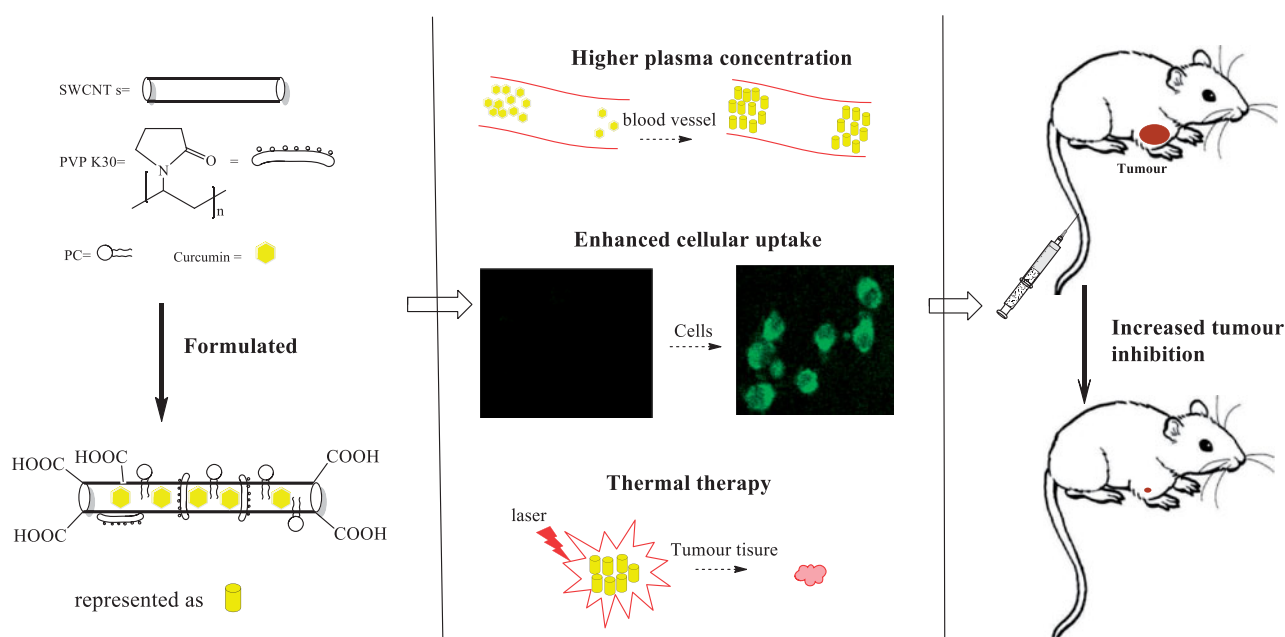 SWCNT s=
PVP K30=
N
O
=
n
PC=
Curcumin =
Formulated
HOOC
HOOC
COOH
HOOC
COOH
represented as
Higher plasma concentration
blood vessel
Enhanced cellular uptake
Cells
Thermal therapy
laser
Tumour tisure
Tumour
Increased tumour
inhibition